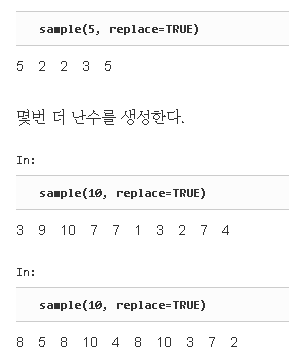 sample(5, replace=TRUE)
5 2 2 3 5
몇번 더 난수를 생성한다.
In:
sample(10, replace=TRUE)
3 9 10 7 7 1 3 2 7 4
In:
sample(10, replace=TRUE)
8 5 8 10 4 8 10 3 7 2